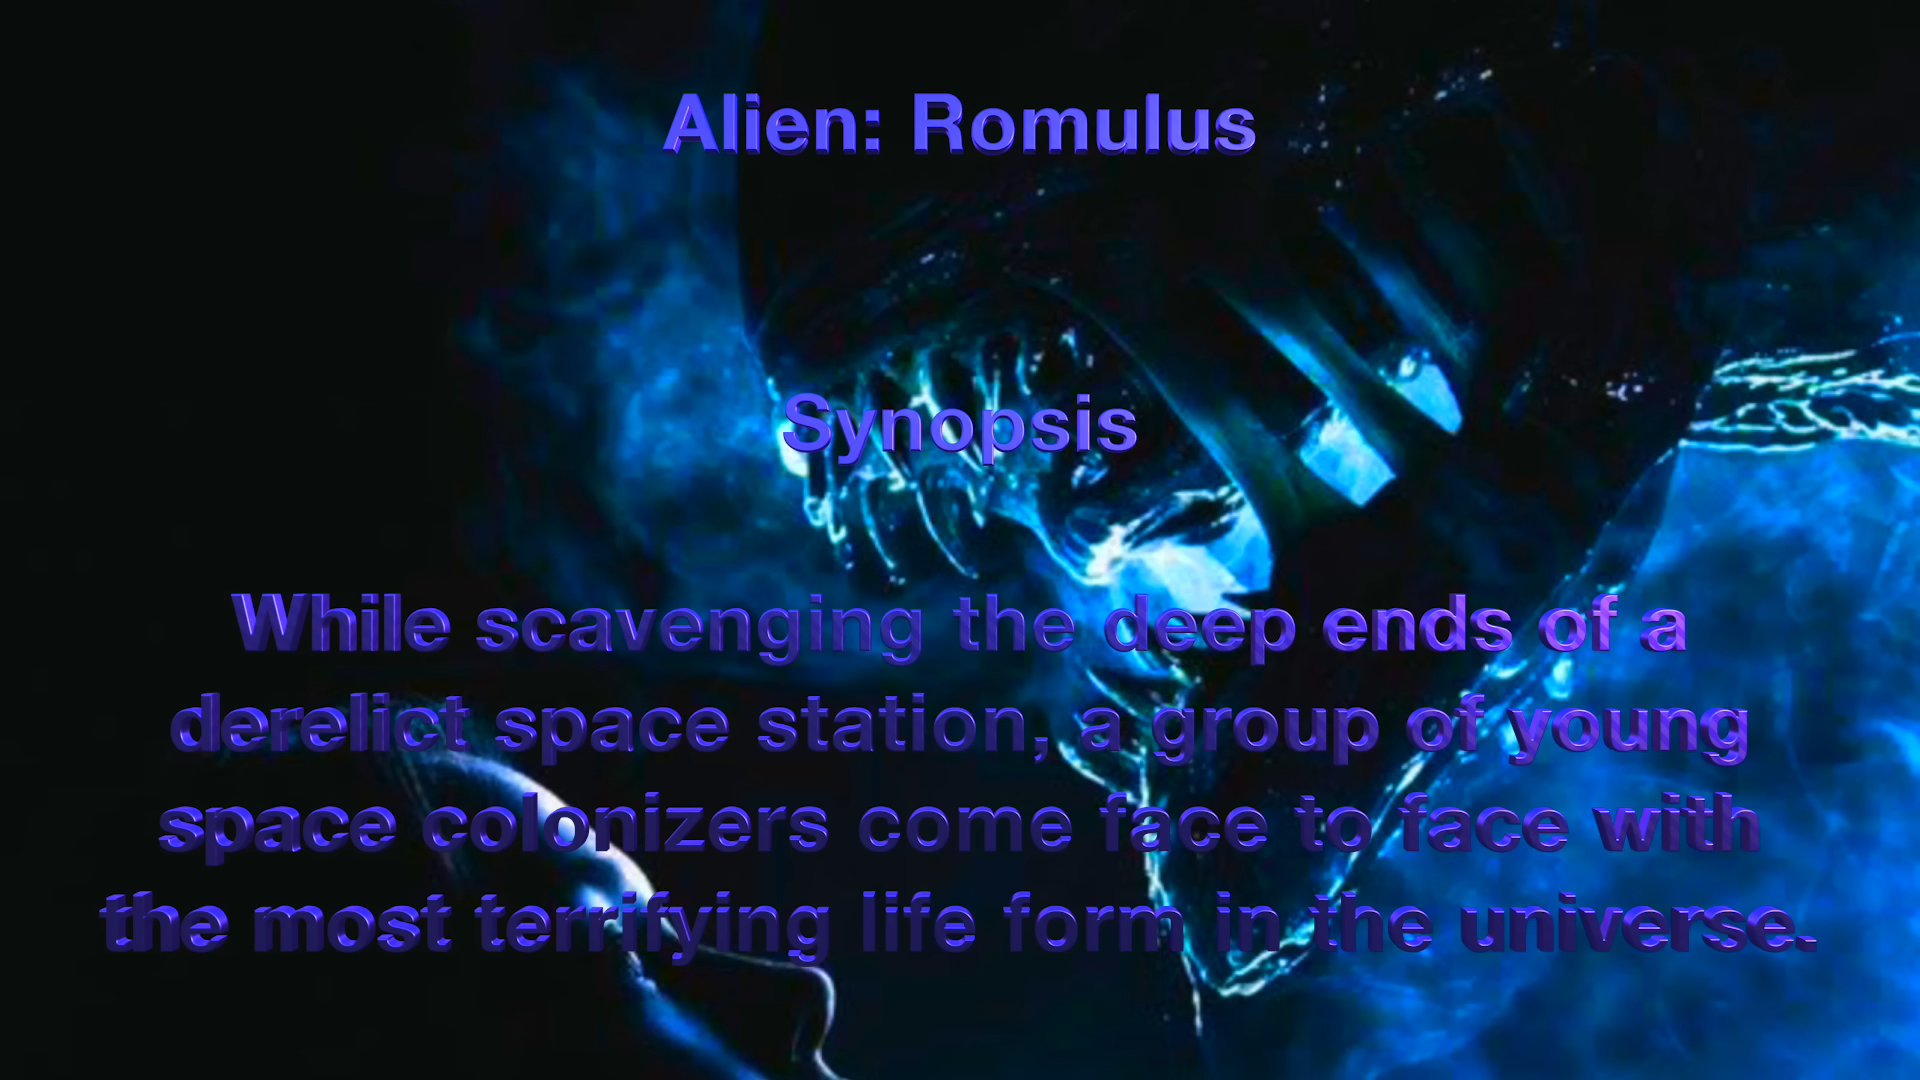 Alien: Romulus
Synopsis
While scavenging the deep ends of a
derelict space station, a group of young
space colonizers come face to face with
the most terrifying life form in the universe.